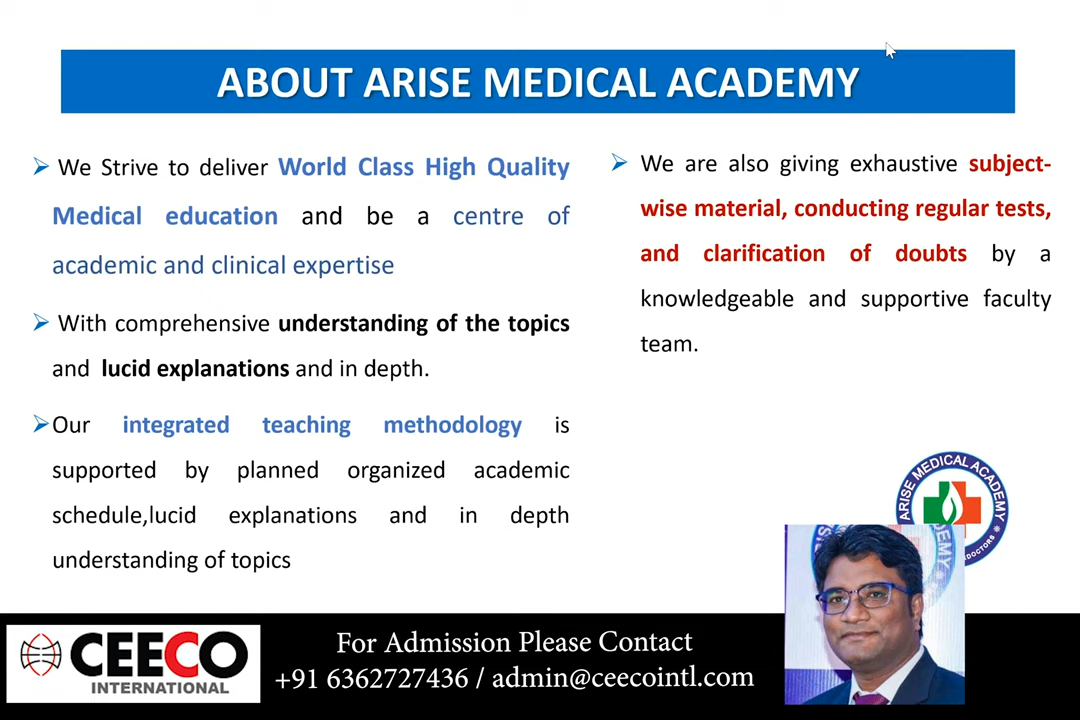 ABOUT ARISE MEDICAL ACADEMY
We Strive to deliver World Class High Quality
Medical education and be a centre of
academic and clinical expertise
With comprehensive understanding of the topics
and lucid explanations and in depth.
Our integrated teaching methodology is
supported by planned organized academic
schedule,lucid explanations and in depth
understanding of topics
We are also giving exhaustive subject-
wise material, conducting regular tests,
and clarification of doubts by a
knowledgeable and supportive faculty
team.
ARISE MEDICAL ACADEMY
DOCTORS
CEECO
INTERNATIONAL
For Admission Please Contact
+91 6362727436 / admin@ceecointl.com